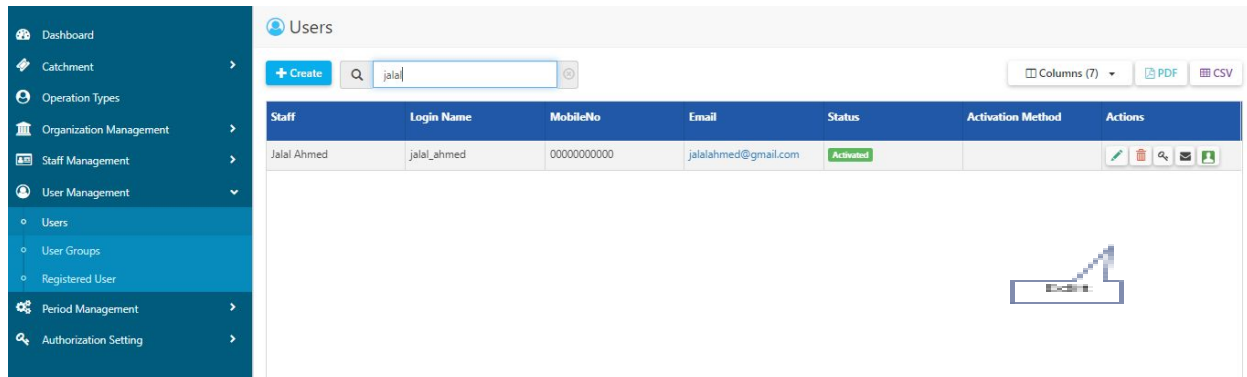 Dashboard
Catchment
Operation Types
Organization Management
Staff Management
User Management
Users
User Groups
Registered User
Period Management
Authorization Setting
Users
Create
jalal
Columns (7)
PDF
CSV
Staff Login Name MobileNo Email Status Activation Method Actions
Jalal Ahmed jalal_ahmed 00000000000 jalalahmed@gmail.com Activated